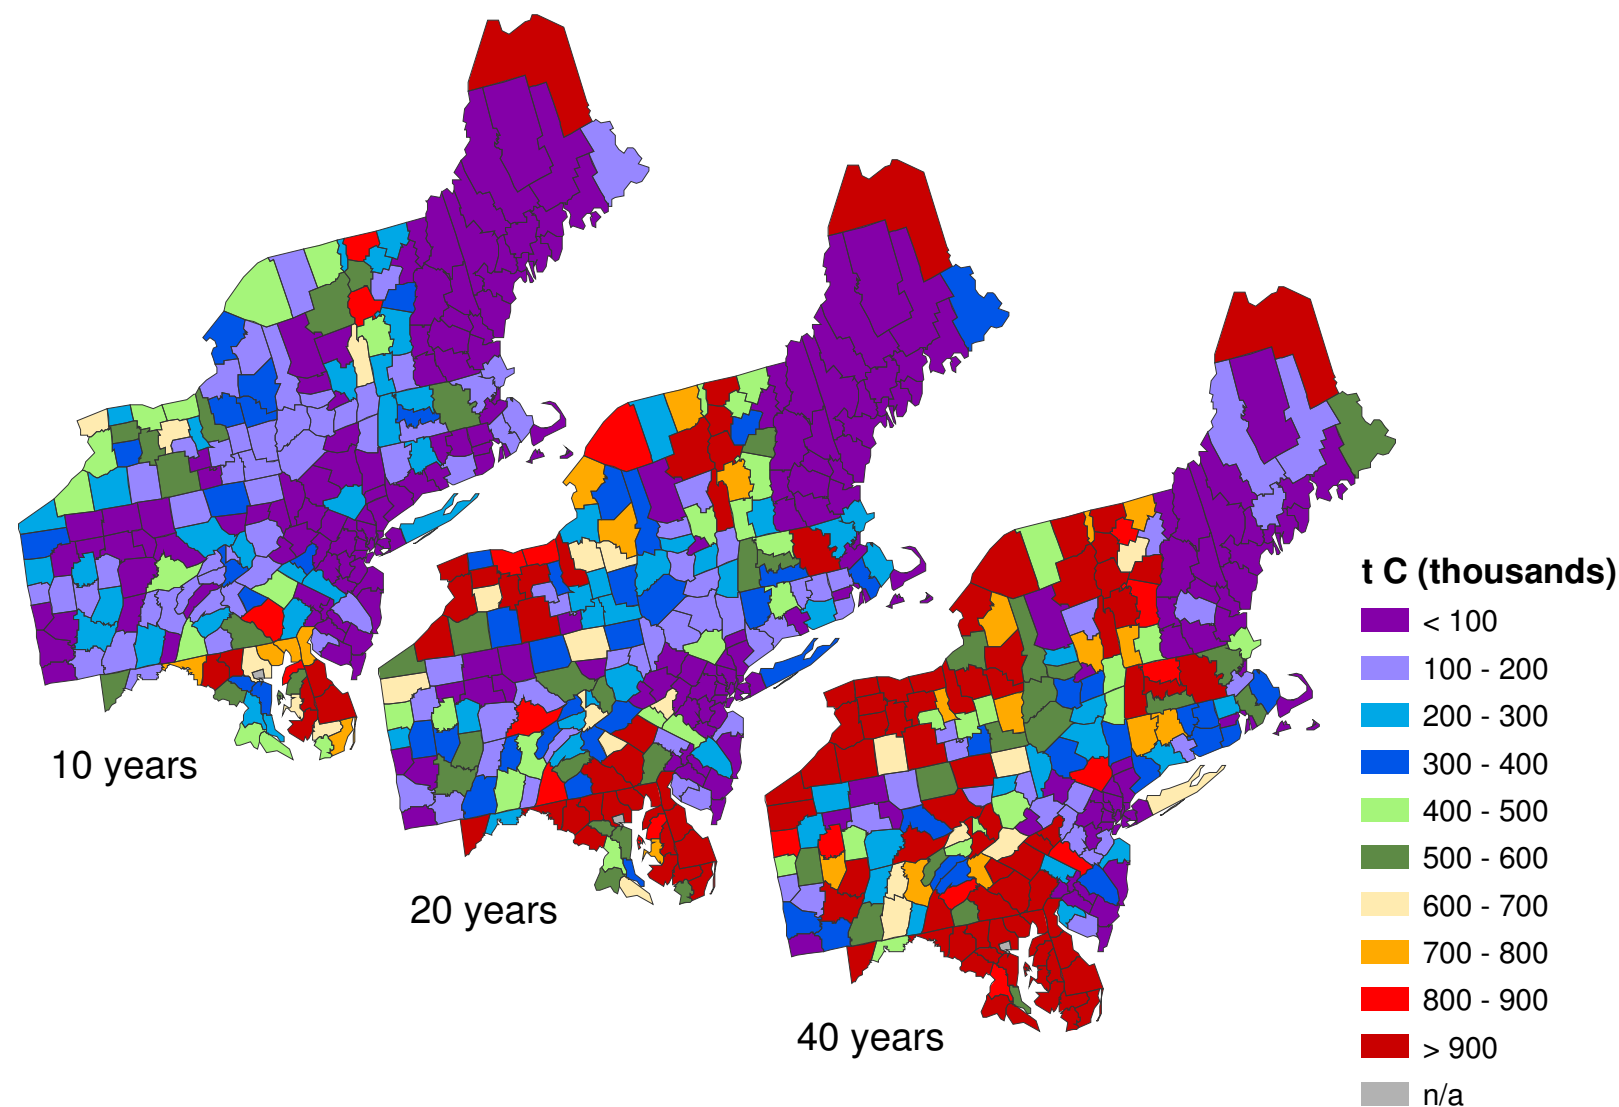 10 years
20 years
40 years
t C (thousands)
< 100
100 - 200
200 - 300
300 - 400
400 - 500
500 - 600
600 - 700
700 - 800
800 - 900
> 900
n/a